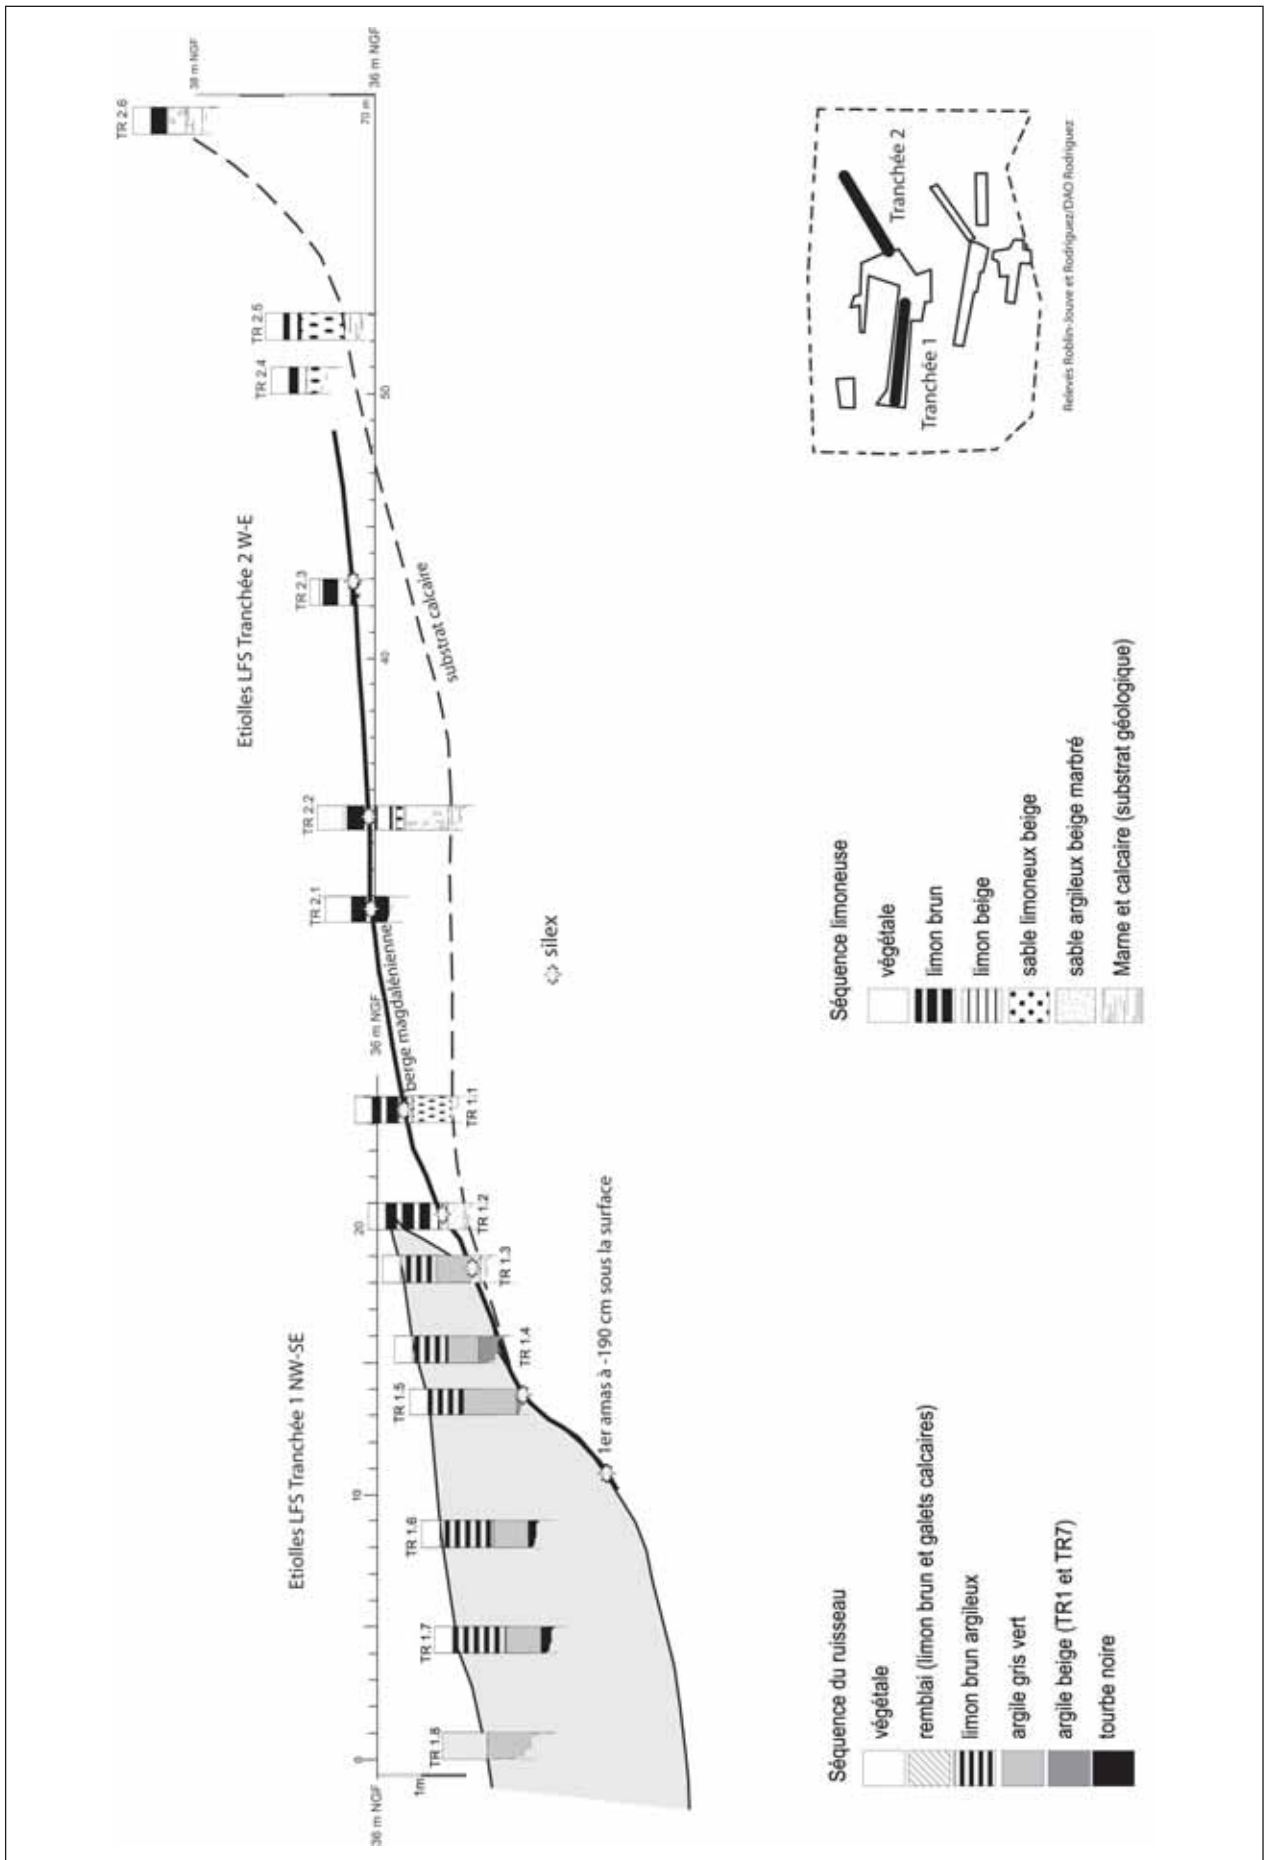 Etiolles LFS Tranchée 1 NW-SE
Etiolles LFS Tranchée 2 W-E
36 m NGF
1m
0
10
20
TR 1.8
TR 1.7
TR 1.6
TR 1.5
TR 1.4
TR 1.3
TR 1.2
TR 1.1
36 m NGF
berge magdalénienne
1er amas à -190 cm sous la surface
TR 2.1
TR 2.2
TR 2.3
TR 2.4
TR 2.5
TR 2.6
40
50
70 m
38 m NGF
36 m NGF
substrat calcaire
silex
Séquence du ruisseau
végétale
remblai (limon brun et galets calcaires)
limon brun argileux
argile gris vert
argile beige (TR1 et TR7)
tourbe noire
Séquence limoneuse
végétale
limon brun
limon beige
sable limoneux beige
sable argileux beige marbré
Marne et calcaire (substrat géologique)
Tranchée 1
Tranchée 2
Relevés Roblin-Jouve et Rodriguez/DAO Rodriguez